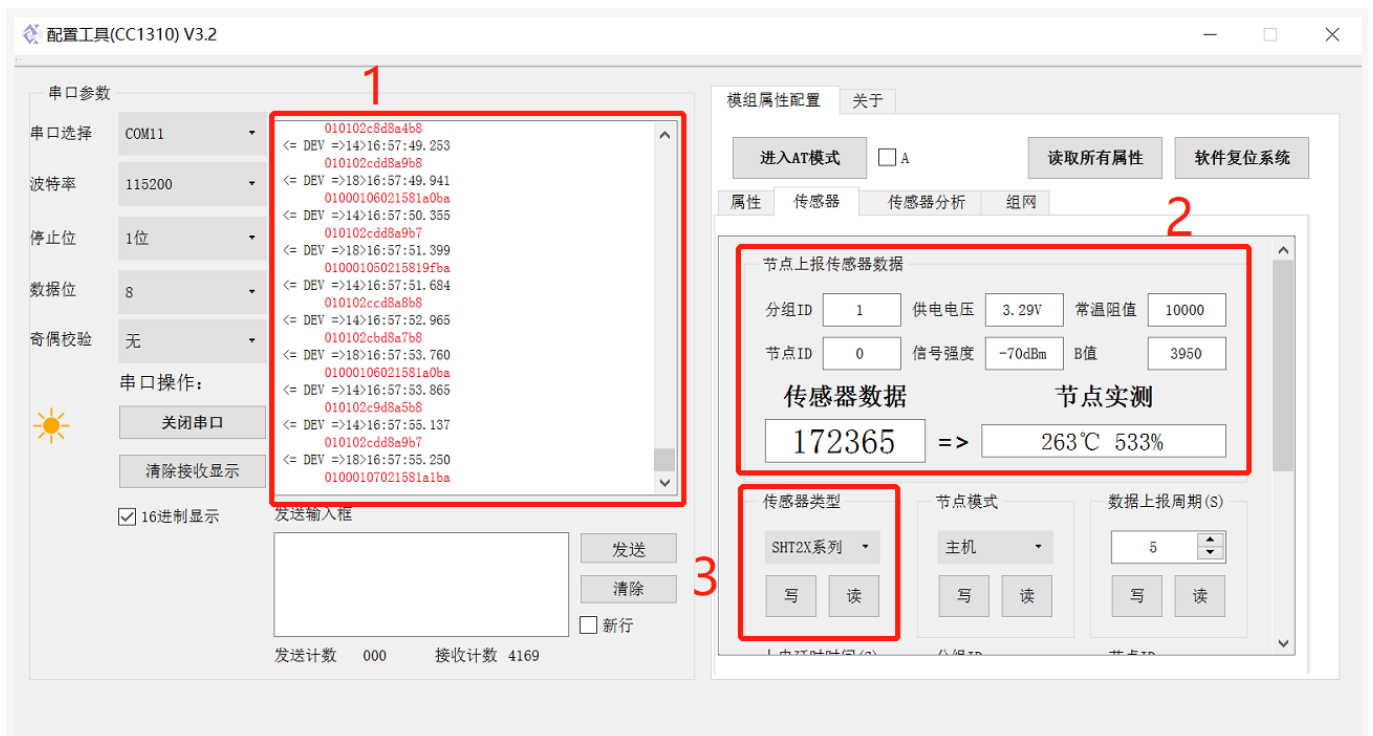 配置工具(CC1310) V3.2
1
串口参数
串口选择 COM11
波特率 115200
停止位 1位
数据位 8
奇偶校验 无
串口操作：
关闭串口
清除接收显示
16进制显示
010102c8d8a4b8
<= DEV =>14>16:57:49.253
010102cdd8a9b8
<= DEV =>18>16:57:49.941
01000106021581a0ba
<= DEV =>14>16:57:50.355
010102cdd8a9b7
<= DEV =>18>16:57:51.399
010001050215819fba
<= DEV =>14>16:57:51.684
010102ccd8a8b8
<= DEV =>14>16:57:52.965
010102cbd8a7b8
<= DEV =>18>16:57:53.760
01000106021581a0ba
<= DEV =>14>16:57:53.865
010102c9d8a5b8
<= DEV =>14>16:57:55.137
010102cdd8a9b7
<= DEV =>18>16:57:55.250
01000107021581a1ba
发送输入框
发送
清除
新行
发送计数 000 接收计数 4169
模组属性配置 关于
进入AT模式 A 读取所有属性 软件复位系统
属性 传感器 传感器分析 组网
2
节点上报传感器数据
分组ID 1 供电电压 3.29V 常温阻值 10000
节点ID 0 信号强度 -70dBm B值 3950
传感器数据 节点实测
172365 => 263℃ 533%
3
传感器类型 节点模式 数据上报周期(S)
SHT2X系列 主机 5
写 读 写 读 写 读